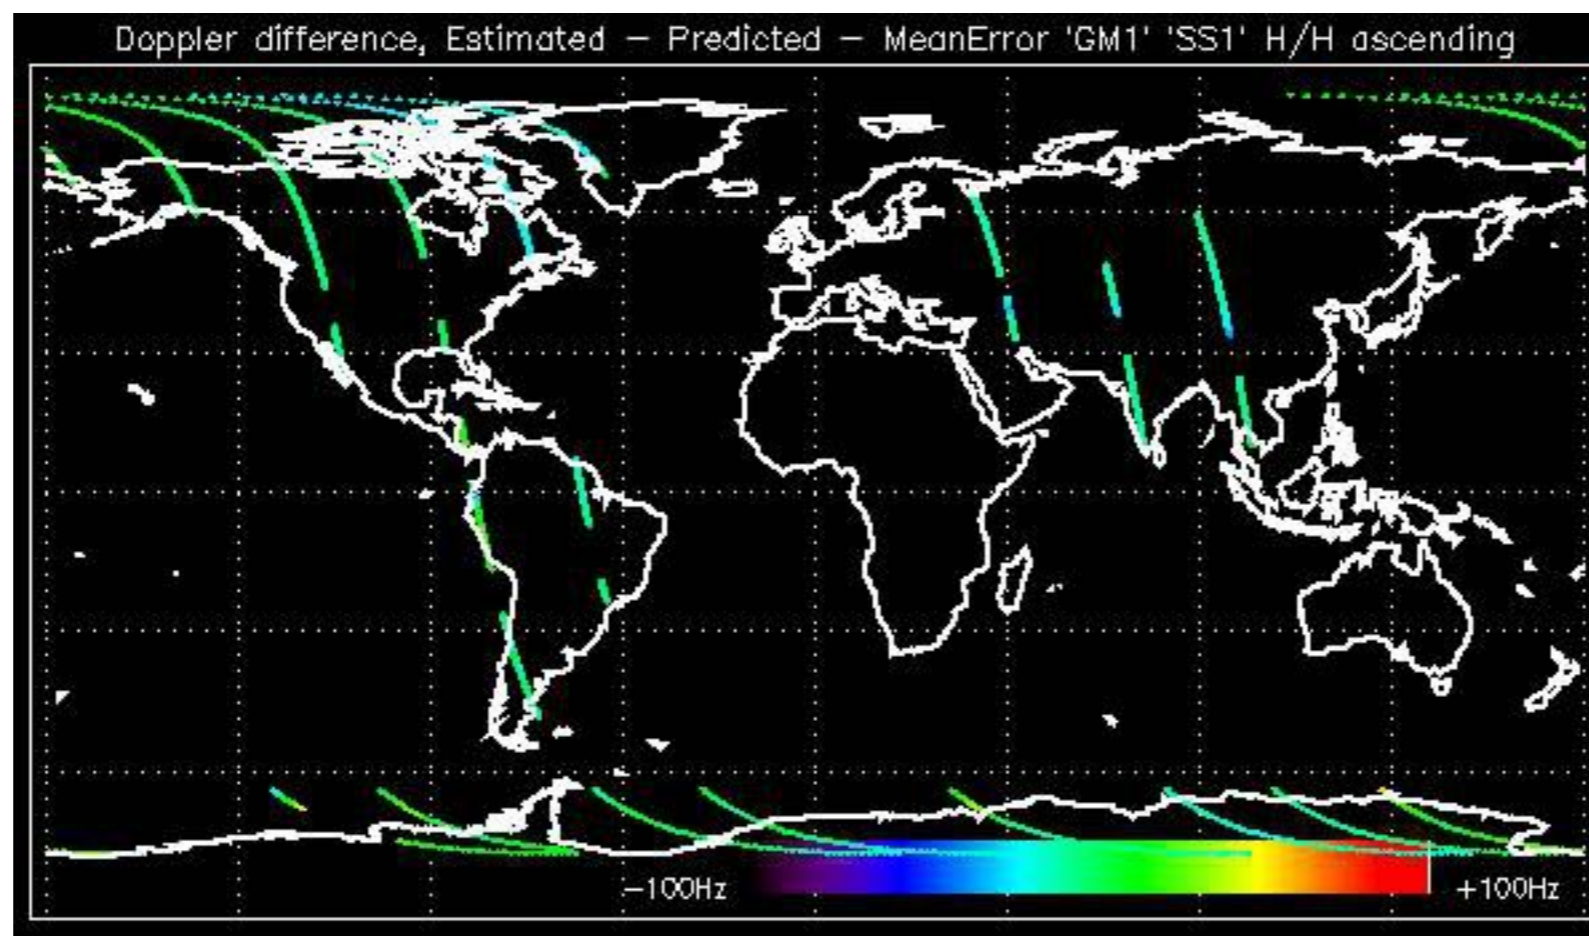 Doppler difference, Estimated – Predicted – MeanError 'GM1' 'SS1' H/H ascending
–100Hz
+100Hz